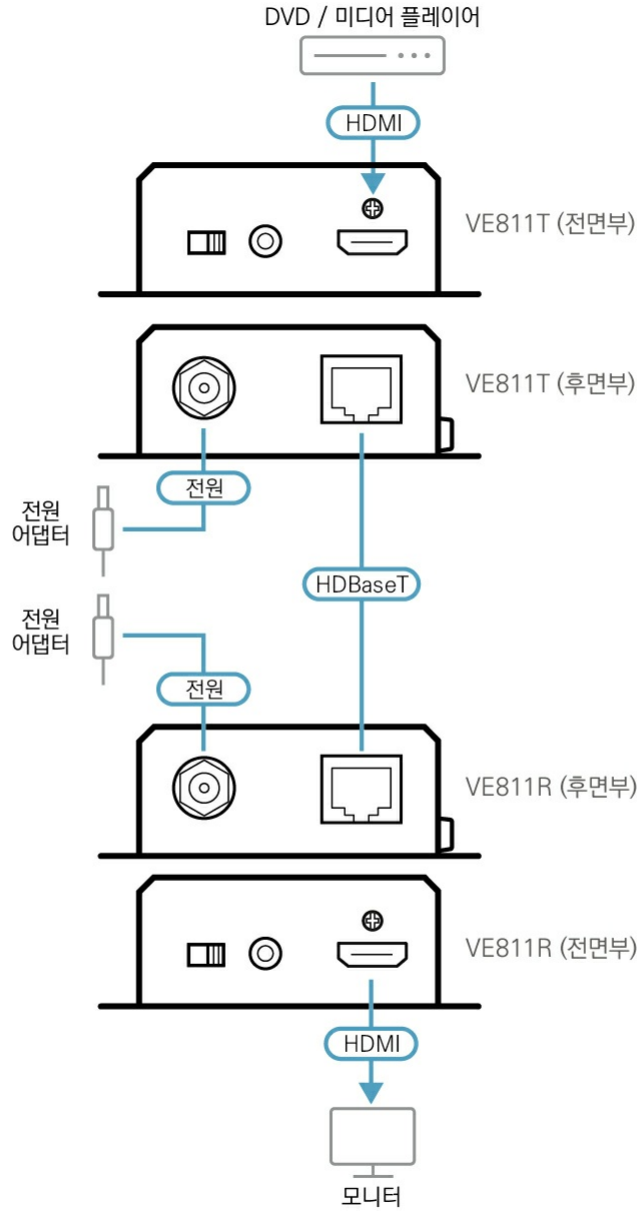 DVD / 미디어 플레이어
HDMI
VE811T (전면부)
VE811T (후면부)
전원
전원
어댑터
HDBaseT
전원
어댑터
전원
VE811R (후면부)
VE811R (전면부)
HDMI
모니터